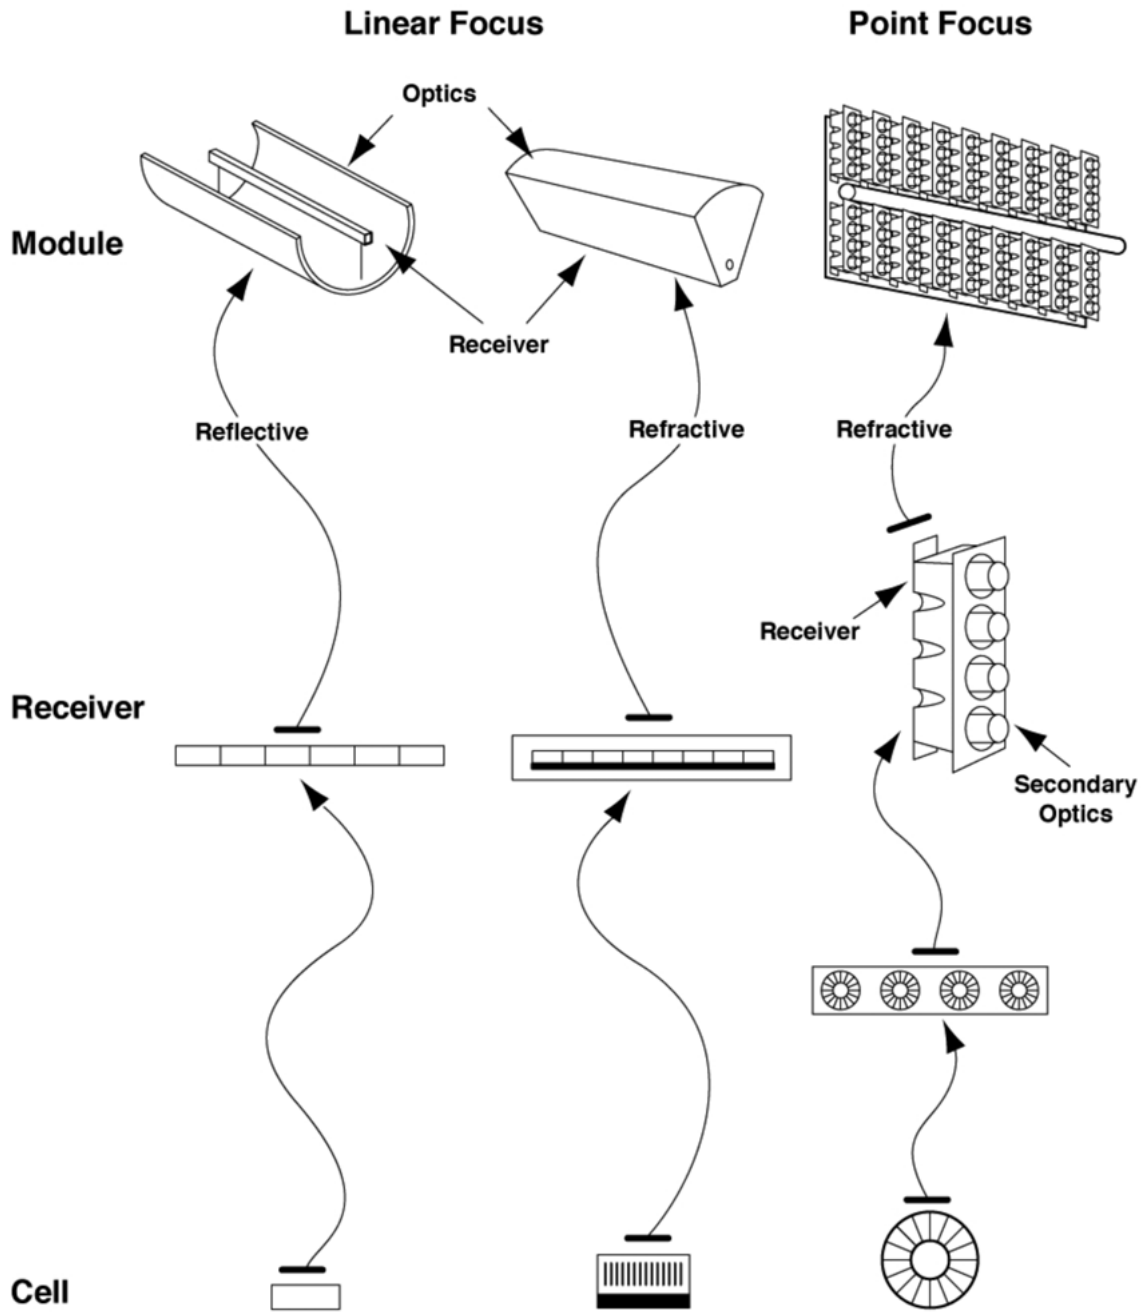 Linear Focus
Point Focus
Optics
Module
Receiver
Reflective
Refractive
Refractive
Receiver
Receiver
Secondary
Optics
Cell